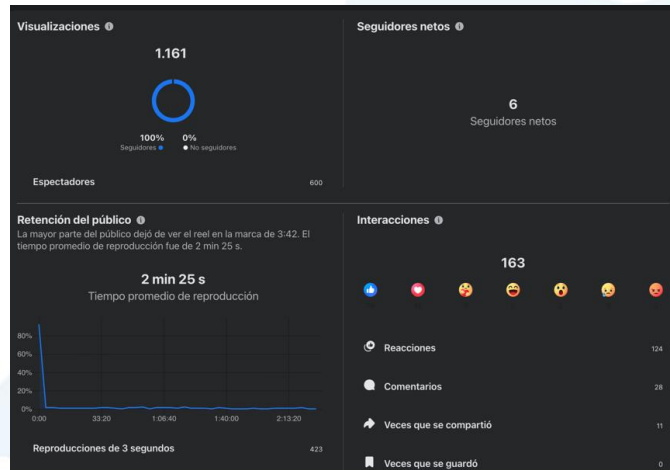 Visualizaciones
1.161
100% 0%
Seguidores No seguidores
Espectadores 600
Seguidores netos
6
Seguidores netos
Retención del público
La mayor parte del público dejó de ver el reel en la marca de 3:42. El
tiempo promedio de reproducción fue de 2 min 25 s.
2 min 25 s
Tiempo promedio de reproducción
80%
60%
40%
20%
0%
0:00 33:20 1:06:40 1:40:00 2:13:20
Reproducciones de 3 segundos 423
Interacciones
163
Reacciones 124
Comentarios 28
Veces que se compartió 11
Veces que se guardó 0